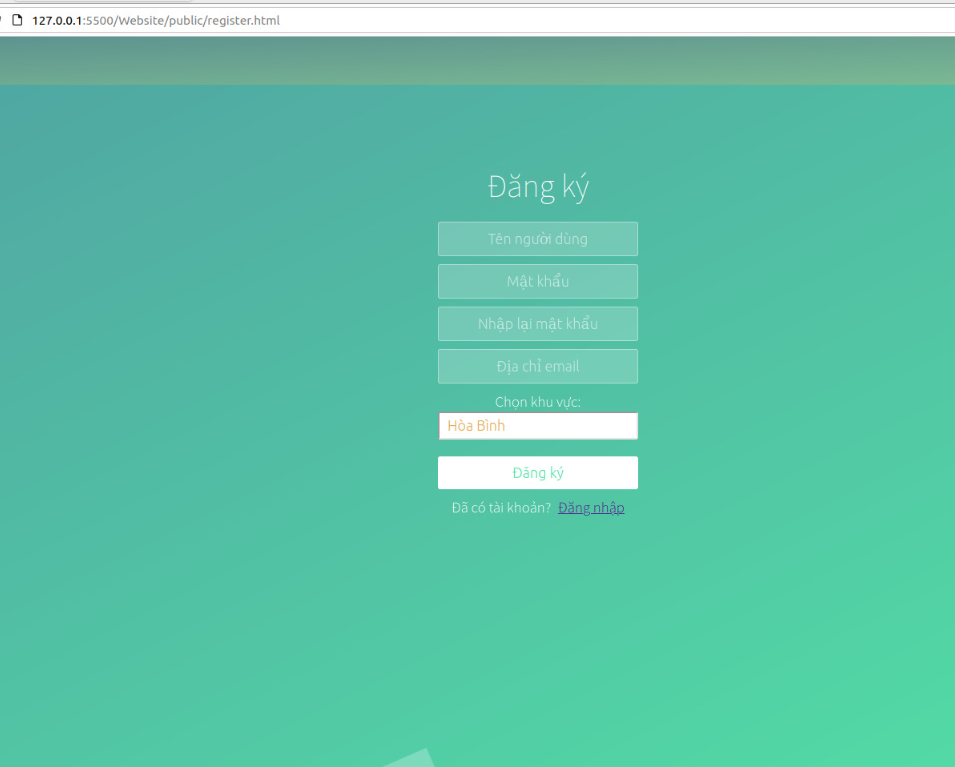 127.0.0.1:5500/Website/public/register.html
Đăng ký
Tên người dùng
Mật khẩu
Nhập lại mật khẩu
Địa chỉ email
Chọn khu vực:
Hòa Bình
Đăng ký
Đã có tài khoản? Đăng nhập